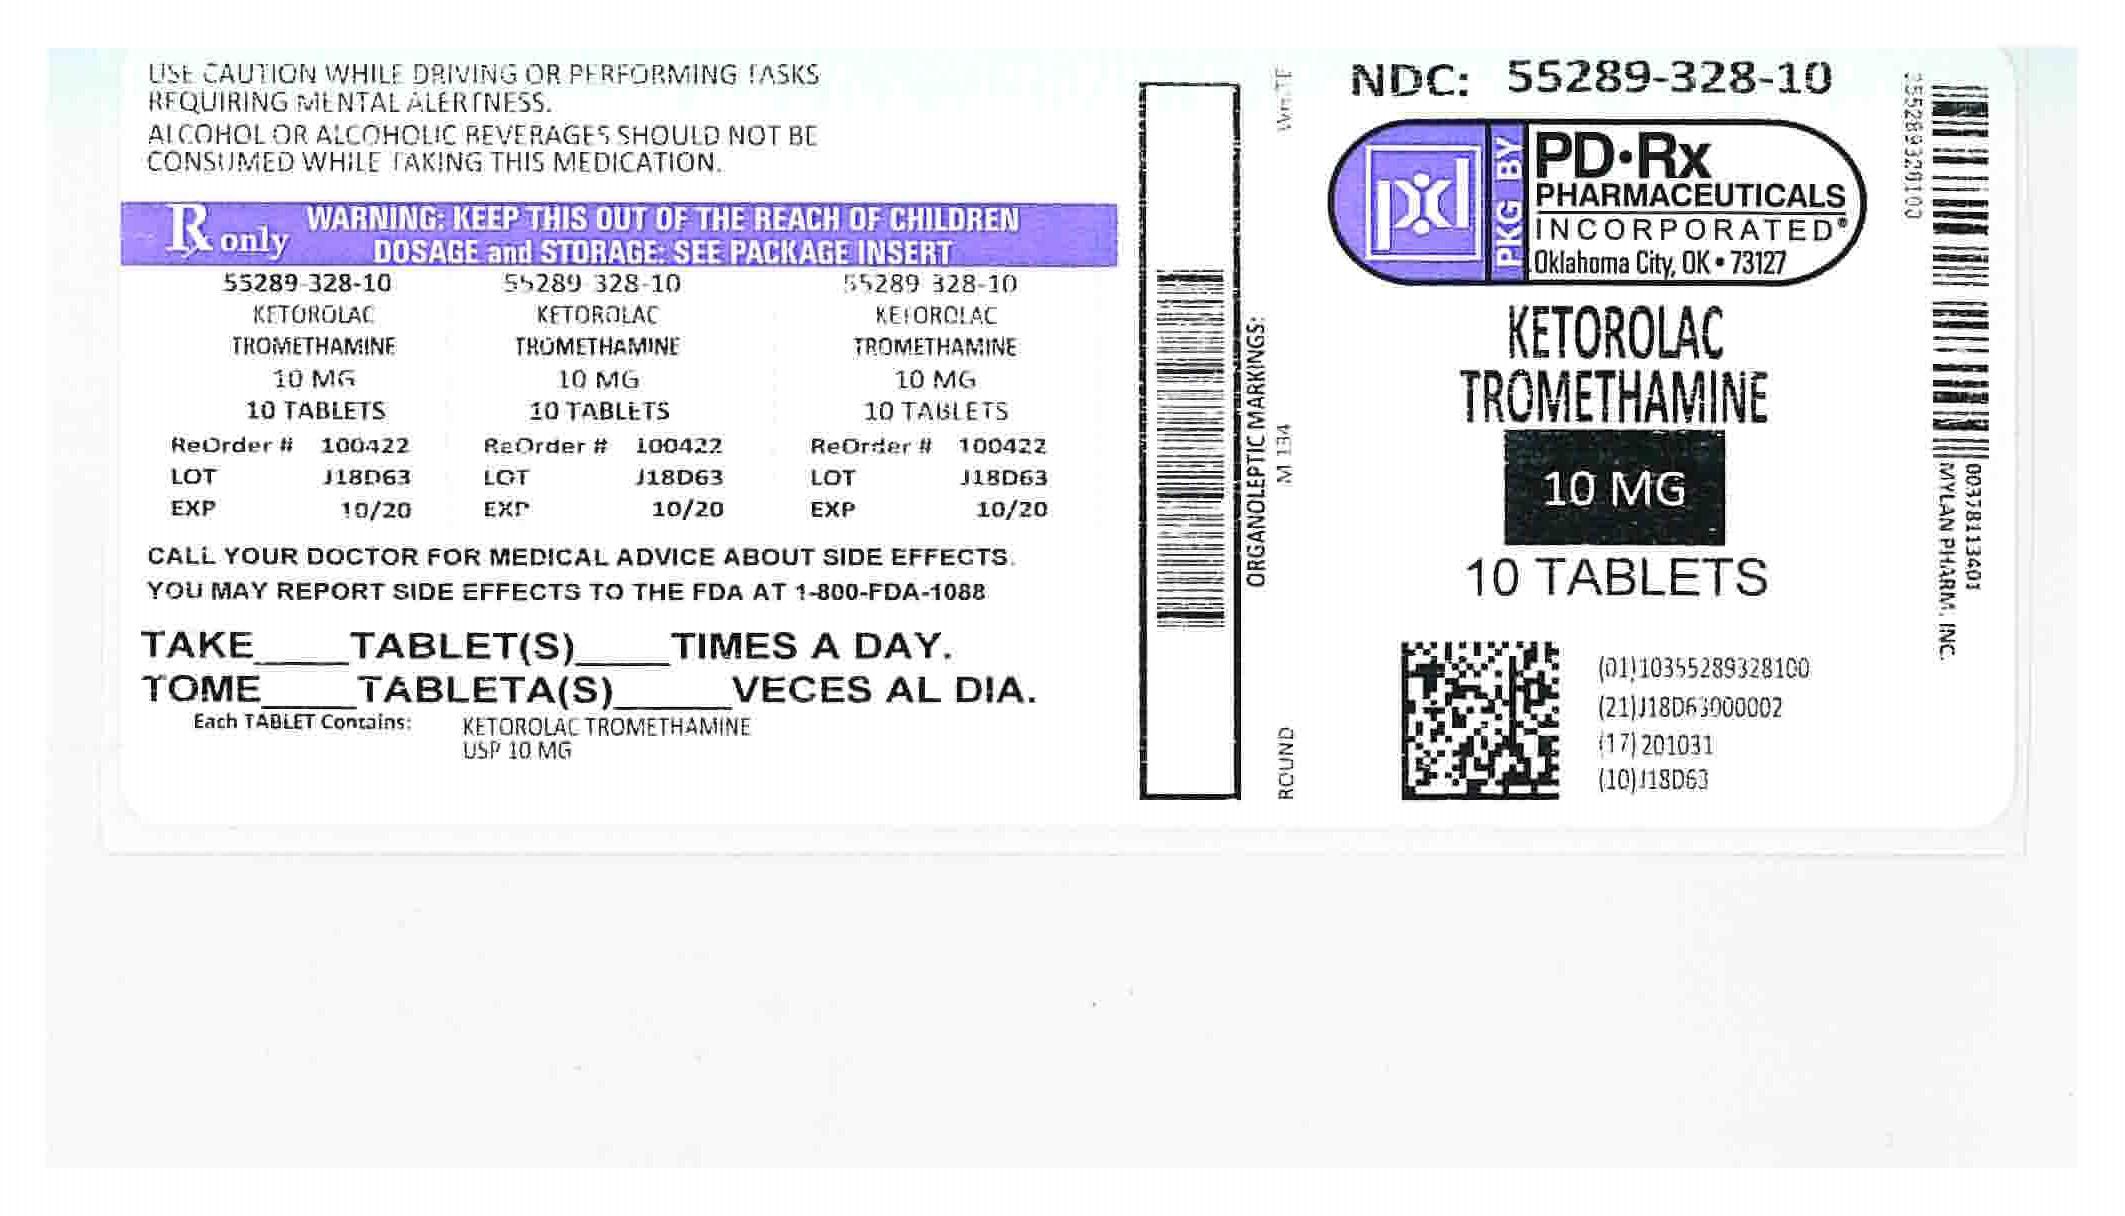 USE CAUTION WHILE DRIVING OR PERFORMING TASKS
REQUIRING MENTAL ALERTNESS.
ALCOHOL OR ALCOHOLIC BEVERAGES SHOULD NOT BE
CONSUMED WHILE TAKING THIS MEDICATION.
Rx only
WARNING: KEEP THIS OUT OF THE REACH OF CHILDREN
DOSAGE and STORAGE: SEE PACKAGE INSERT
55289-328-10 55289-328-10 55289-328-10
KETOROLAC KETOROLAC KETOROLAC
TROMETHAMINE TROMETHAMINE TROMETHAMINE
10 MG 10 MG 10 MG
10 TABLETS 10 TABLETS 10 TABLETS
ReOrder # 100422 ReOrder # 100422 ReOrder # 100422
LOT J18D63 LOT J18D63 LOT J18D63
EXP 10/20 EXP 10/20 EXP 10/20
CALL YOUR DOCTOR FOR MEDICAL ADVICE ABOUT SIDE EFFECTS.
YOU MAY REPORT SIDE EFFECTS TO THE FDA AT 1-800-FDA-1088
TAKE____TABLET(S)____TIMES A DAY.
TOME____TABLETA(S)_____VECES AL DIA.
Each TABLET Contains: KETOROLAC TROMETHAMINE
USP 10 MG
ORGANOLEPTIC MARKINGS:
ROUND M 134 WHITE
NDC: 55289-328-10
pd
PKG BY
PD•Rx
PHARMACEUTICALS
INCORPORATED®
Oklahoma City, OK • 73127
KETOROLAC
TROMETHAMINE
10 MG
10 TABLETS
(01)10355289328100
(21)J18D63000002
(17)201031
(10)J18D63
00378113401
MYLAN PHARM, INC.